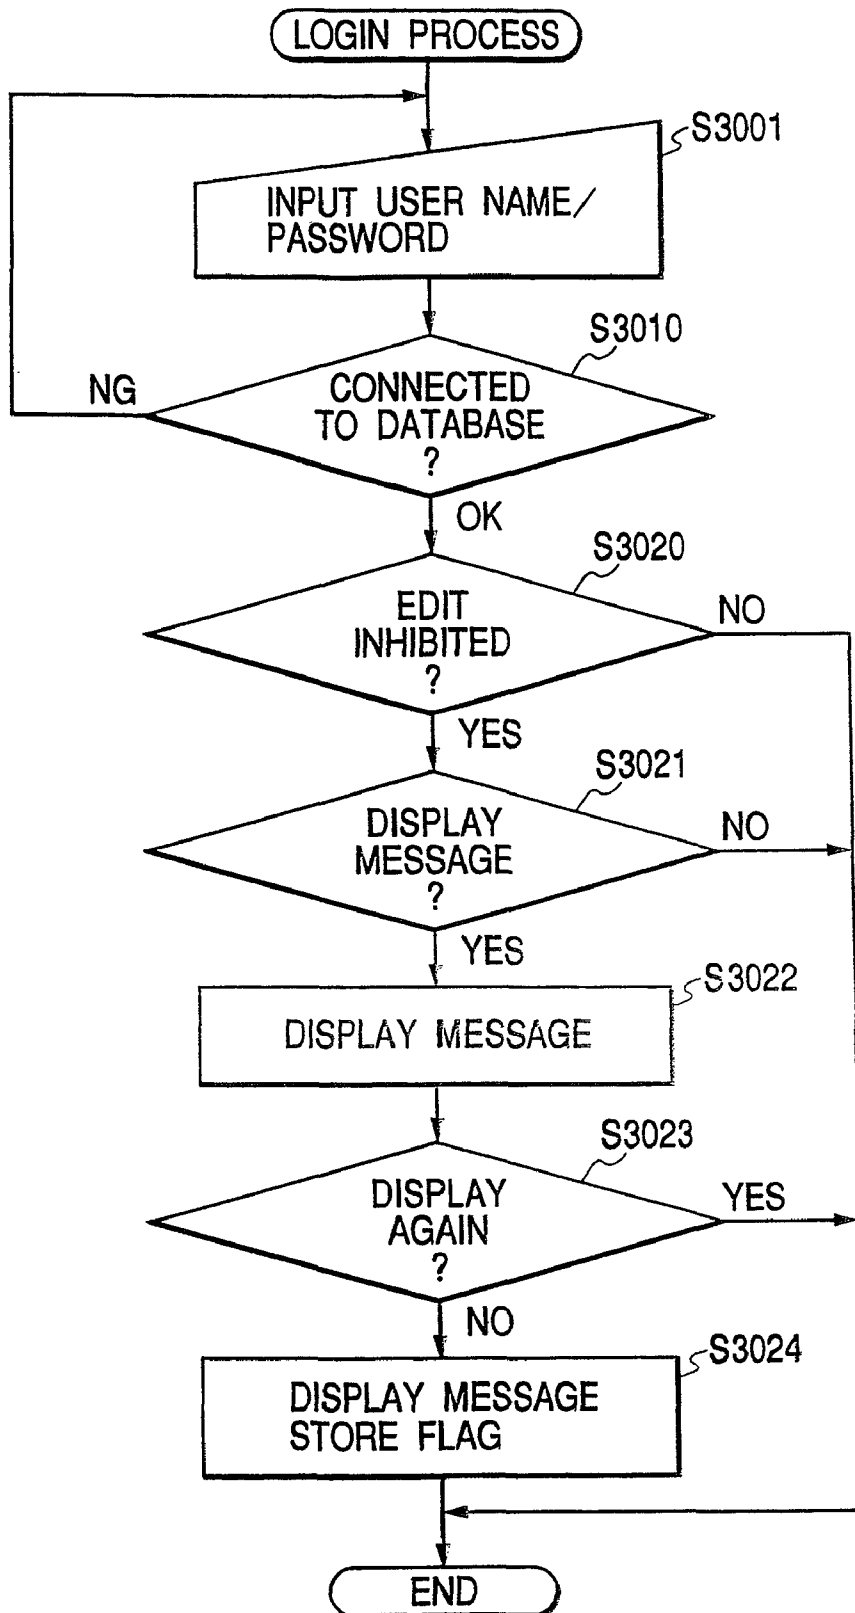 LOGIN PROCESS
S3001
INPUT USER NAME/
PASSWORD
S3010
NG
CONNECTED
TO DATABASE
?
OK
S3020
EDIT
INHIBITED
?
NO
YES
S3021
DISPLAY
MESSAGE
?
NO
YES
S3022
DISPLAY MESSAGE
S3023
DISPLAY
AGAIN
?
YES
NO
S3024
DISPLAY MESSAGE
STORE FLAG
END